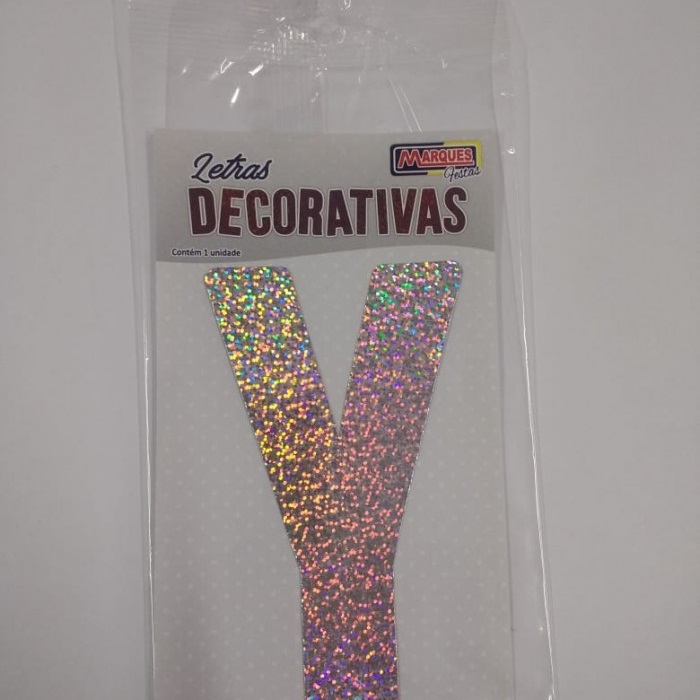 Letras
MARQUES
Festas
DECORATIVAS
Contém 1 unidade
Y